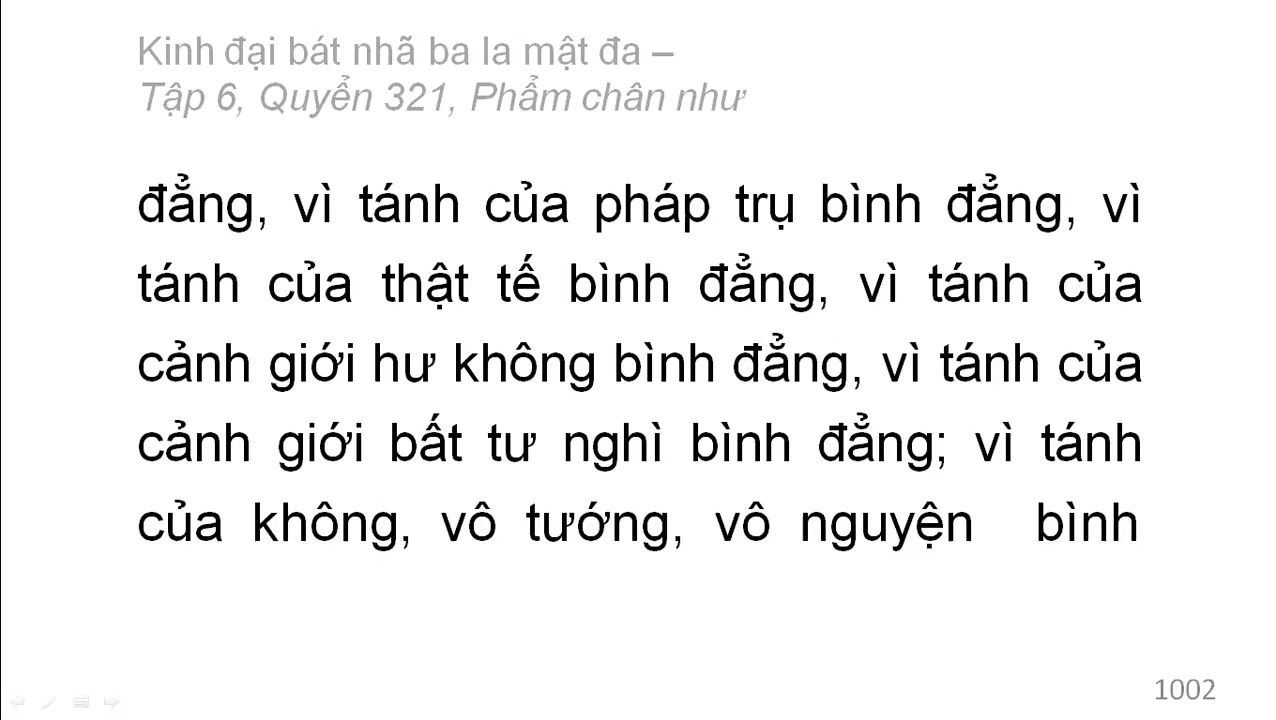 Kinh đại bát nhã ba la mật đa –
Tập 6, Quyển 321, Phẩm chân như
đẳng, vì tánh của pháp trụ bình đẳng, vì
tánh của thật tế bình đẳng, vì tánh của
cảnh giới hư không bình đẳng, vì tánh của
cảnh giới bất tư nghì bình đẳng; vì tánh
của không, vô tướng, vô nguyện bình
1002